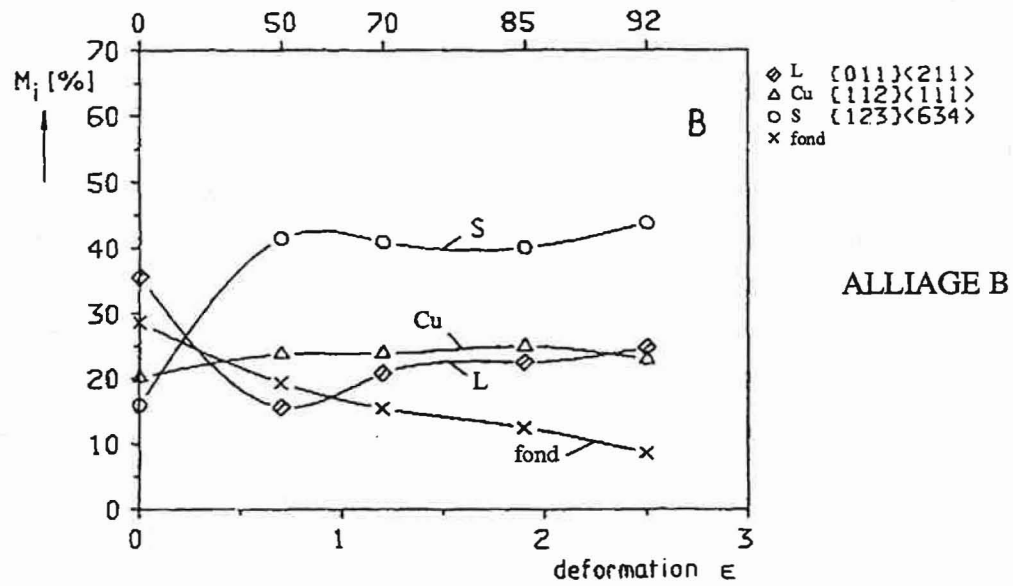 0 50 70 85 92
70
60
50
40
30
20
10
0
M_i [%]
B
S
Cu
L
fond
0 1 2 3
deformation ε
L {011}<211>
Cu {112}<111>
S {123}<634>
fond
ALLIAGE B